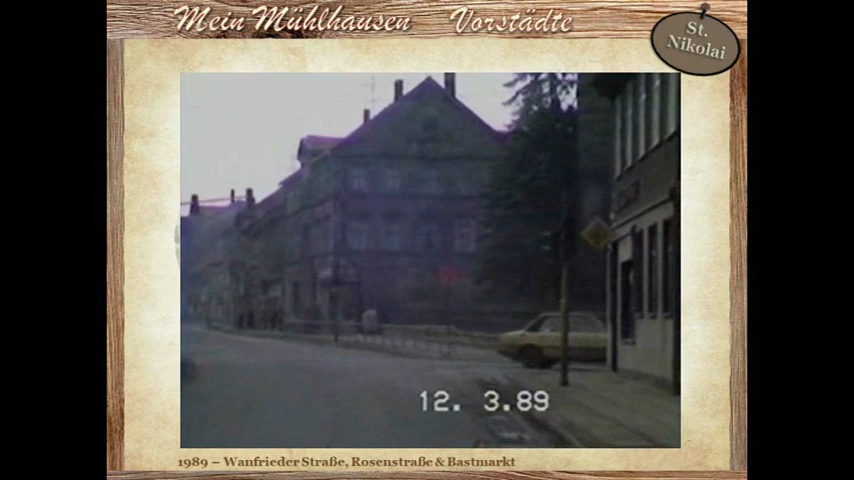 Mein Mühlhausen Vorstädte
St.
Nikolai
12. 3.89
1989 – Wanfrieder Straße, Rosenstraße & Bastmarkt